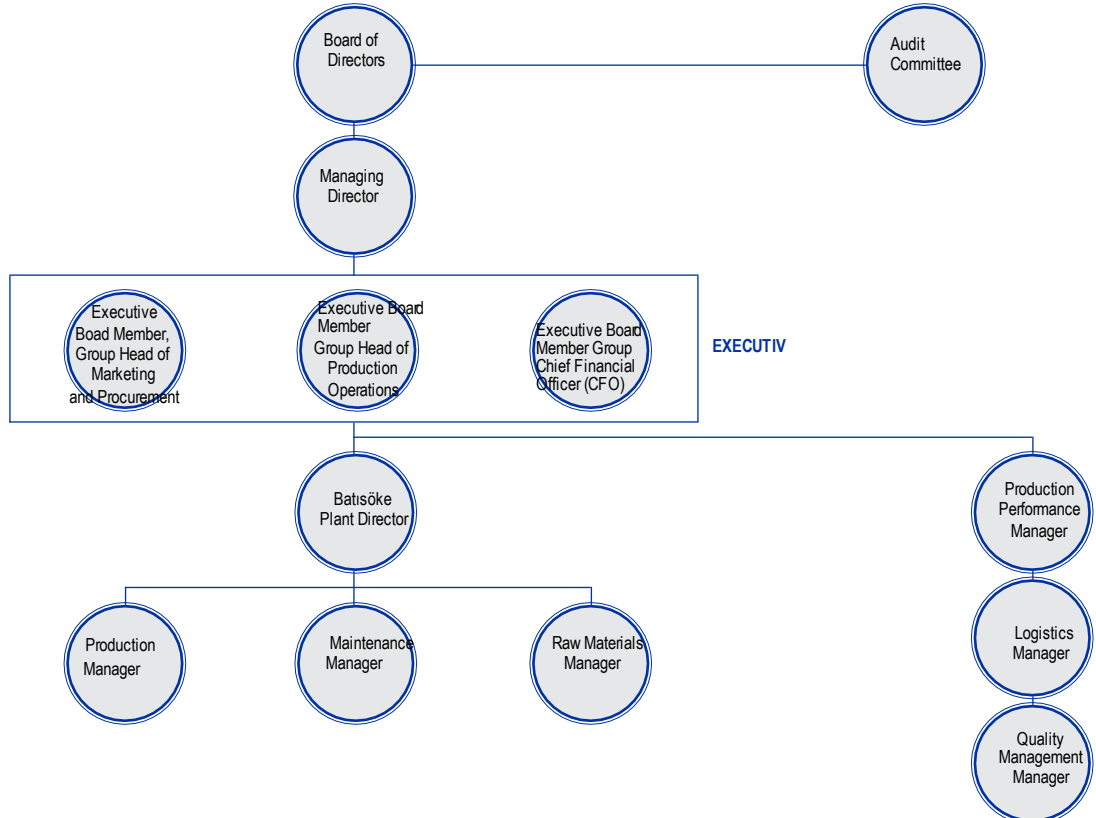 Board of
Directors
Audit
Committee
Managing
Director
Executive
Boad Member,
Group Head of
Marketing
and Procurement
Executive Board
Member
Group Head of
Production
Operations
Executive Board
Member Group
Chief Financial
Officer (CFO)
EXECUTIV
Batısöke
Plant Director
Production
Performance
Manager
Production
Manager
Maintenance
Manager
Raw Materials
Manager
Logistics
Manager
Quality
Management
Manager